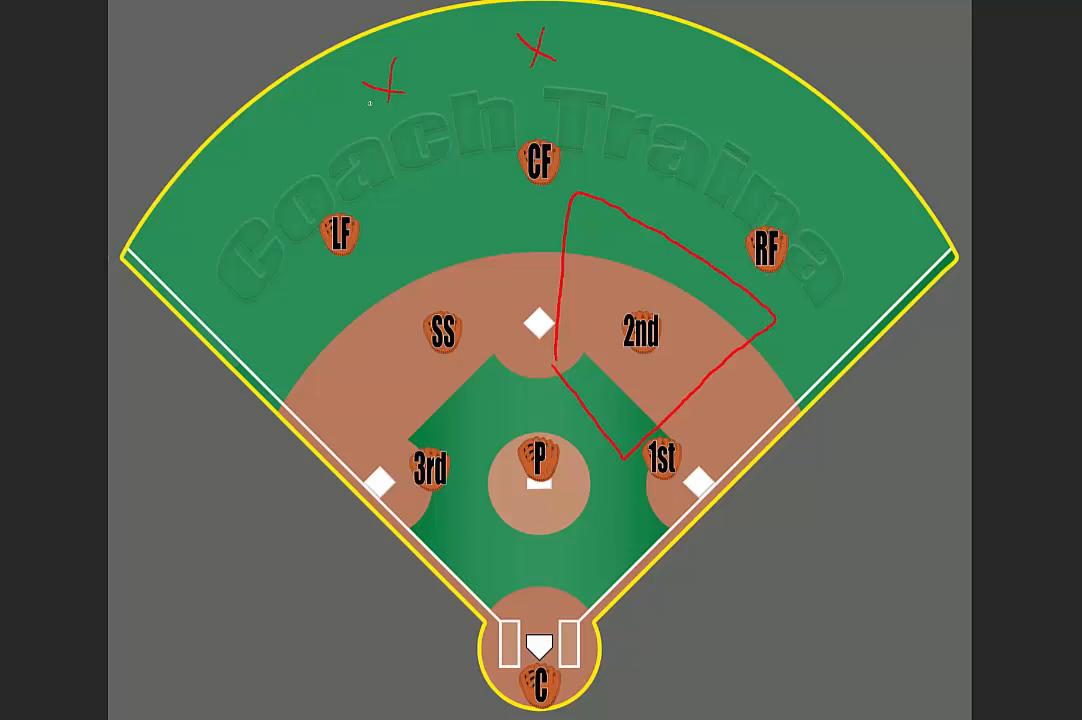 Coach Traina
CF
LF
RF
SS
2nd
3rd
P
1st
C